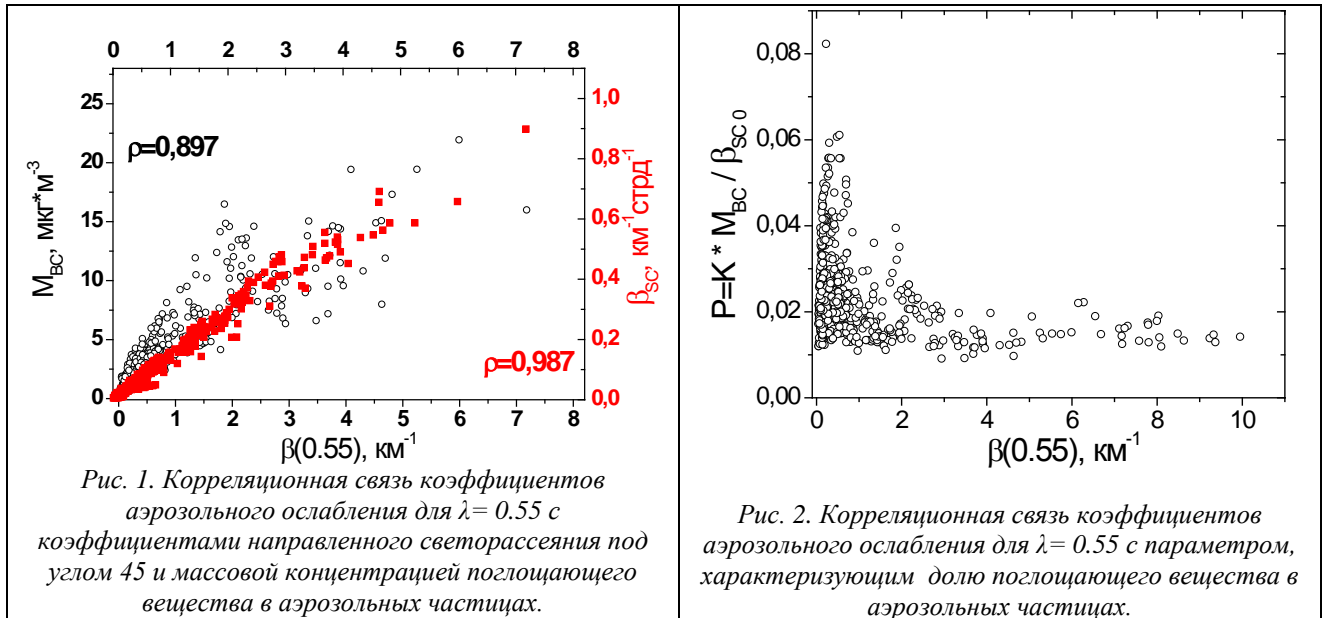 0 1 2 3 4 5 6 7 8
25
20
15
10
5
0
M_BC, мкг*м^-3
ρ=0,897
ρ=0,987
1,0
0,8
0,6
0,4
0,2
0,0
β_SC, км^-1стрд^-1
0 1 2 3 4 5 6 7 8
β(0.55), км^-1
Рис. 1. Корреляционная связь коэффициентов
аэрозольного ослабления для λ= 0.55 с
коэффициентами направленного светорассеяния под
углом 45 и массовой концентрацией поглощающего
вещества в аэрозольных частицах.
0,08
0,06
0,04
0,02
0,00
P=K * M_BC / β_SC 0
0 2 4 6 8 10
β(0.55), км^-1
Рис. 2. Корреляционная связь коэффициентов
аэрозольного ослабления для λ= 0.55 с параметром,
характеризующим долю поглощающего вещества в
аэрозольных частицах.